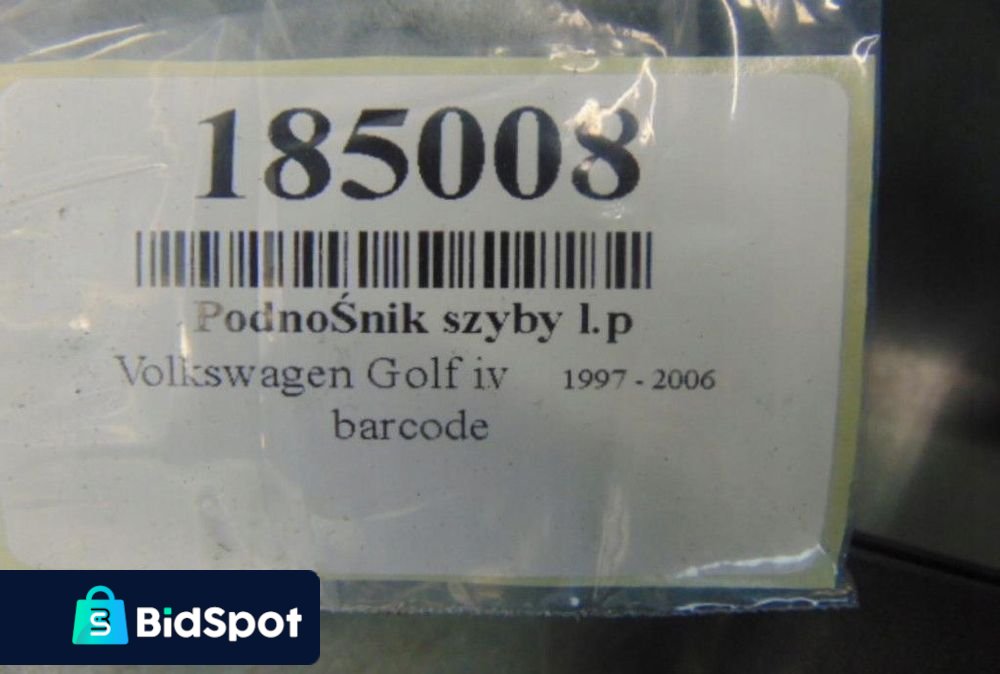 185008
PodnoŚnik szyby l.p
Volkswagen Golf iv 1997 - 2006
barcode
BidSpot